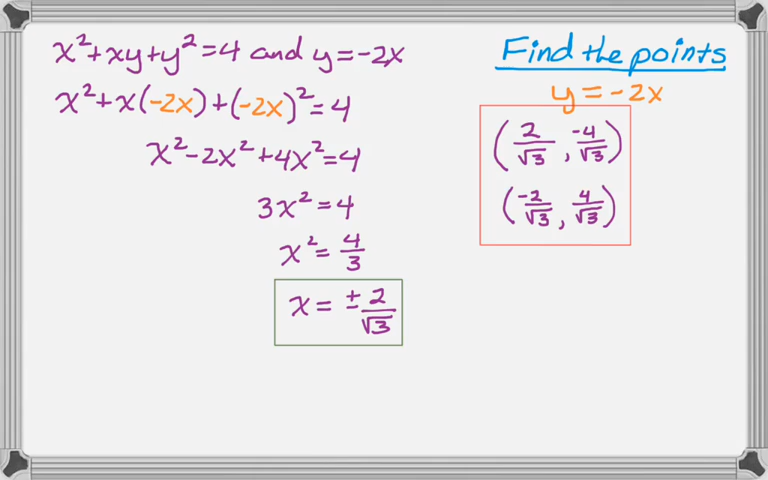 x² + xy + y² = 4 and y = -2x
x² + x(-2x) + (-2x)² = 4
x² - 2x² + 4x² = 4
3x² = 4
x² = 4/3
x = ± 2/√3
Find the points
y = -2x
(2/√3, -4/√3)
(-2/√3, 4/√3)